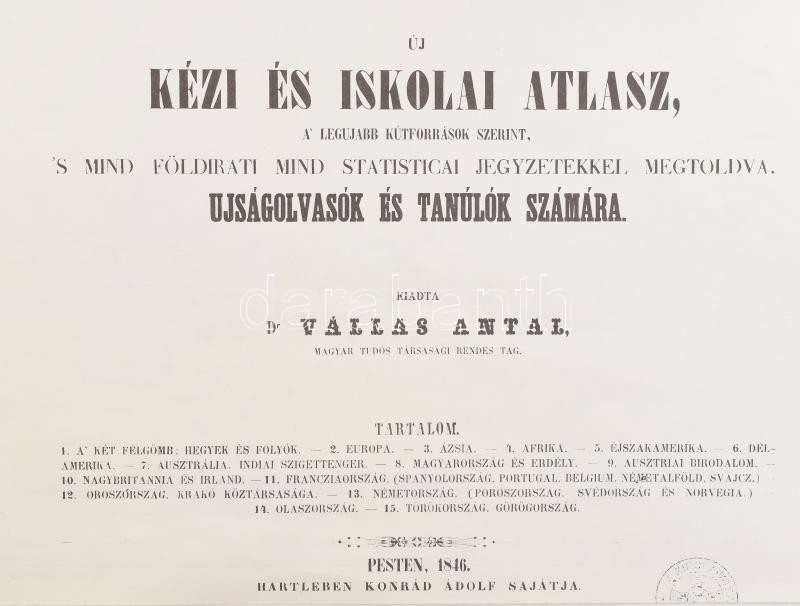 ÚJ
KÉZI ÉS ISKOLAI ATLASZ,
A' LEGUJABB KÚTFORRÁSOK SZERINT,
'S MIND FÖLDIRATI MIND STATISTICAI JEGYZETEKKEL MEGTOLDVA.
UJSÁGOLVASÓK ÉS TANÚLÓK SZÁMÁRA.
KIADTA
darabanth
Dr VÁLLAS ANTAL,
MAGYAR TUDÓS TÁRSASÁGI RENDES TAG.
TARTALOM.
1. A' KÉT FÉLGÖMB; HEGYEK ÉS FOLYÓK. — 2. EUROPA. — 3. ÁZSIA. — 4. AFRIKA. — 5. ÉJSZAKAMERIKA. — 6. DÉL-
AMERIKA. — 7. AUSZTRÁLIA. INDIAI SZIGETTENGER. — 8. MAGYARORSZÁG ÉS ERDÉLY. — 9. AUSZTRIAI BIRODALOM. —
10. NAGYBRITANNIA ÉS IRLAND. — 11. FRANCZIAORSZÁG. (SPANYOLORSZÁG. PORTUGAL. BELGIUM. NÉMETALFÖLD. SVAJCZ.) —
12. OROSZORSZÁG. KRAKÓ KÖZTÁRSASÁGA. — 13. NÉMETORSZÁG. (POROSZORSZÁG. SVÉDORSZÁG ÉS NORVEGIA.) —
14. OLASZORSZÁG. — 15. TÖRÖKORSZÁG. GÖRÖGORSZÁG.
PESTEN, 1846.
HARTLEBEN KONRÁD ADOLF SAJÁTJA.